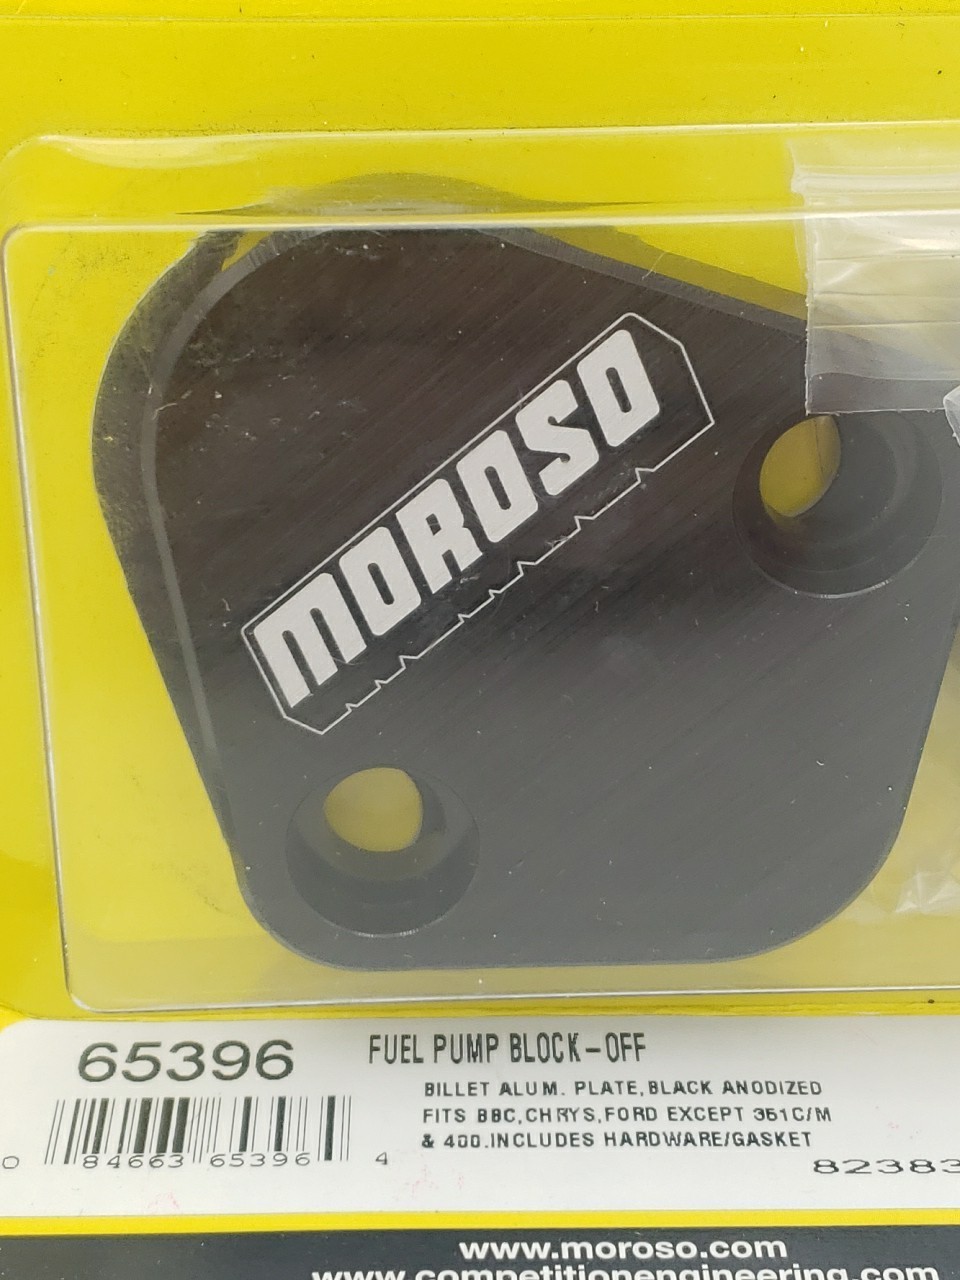 MOROSO
65396
FUEL PUMP BLOCK-OFF
BILLET ALUM. PLATE,BLACK ANODIZED
FITS BBC,CHRYS,FORD EXCEPT 351C/M
& 400.INCLUDES HARDWARE/GASKET
0 84663 65396 4
82383
www.moroso.com
www.competitionengineering.com